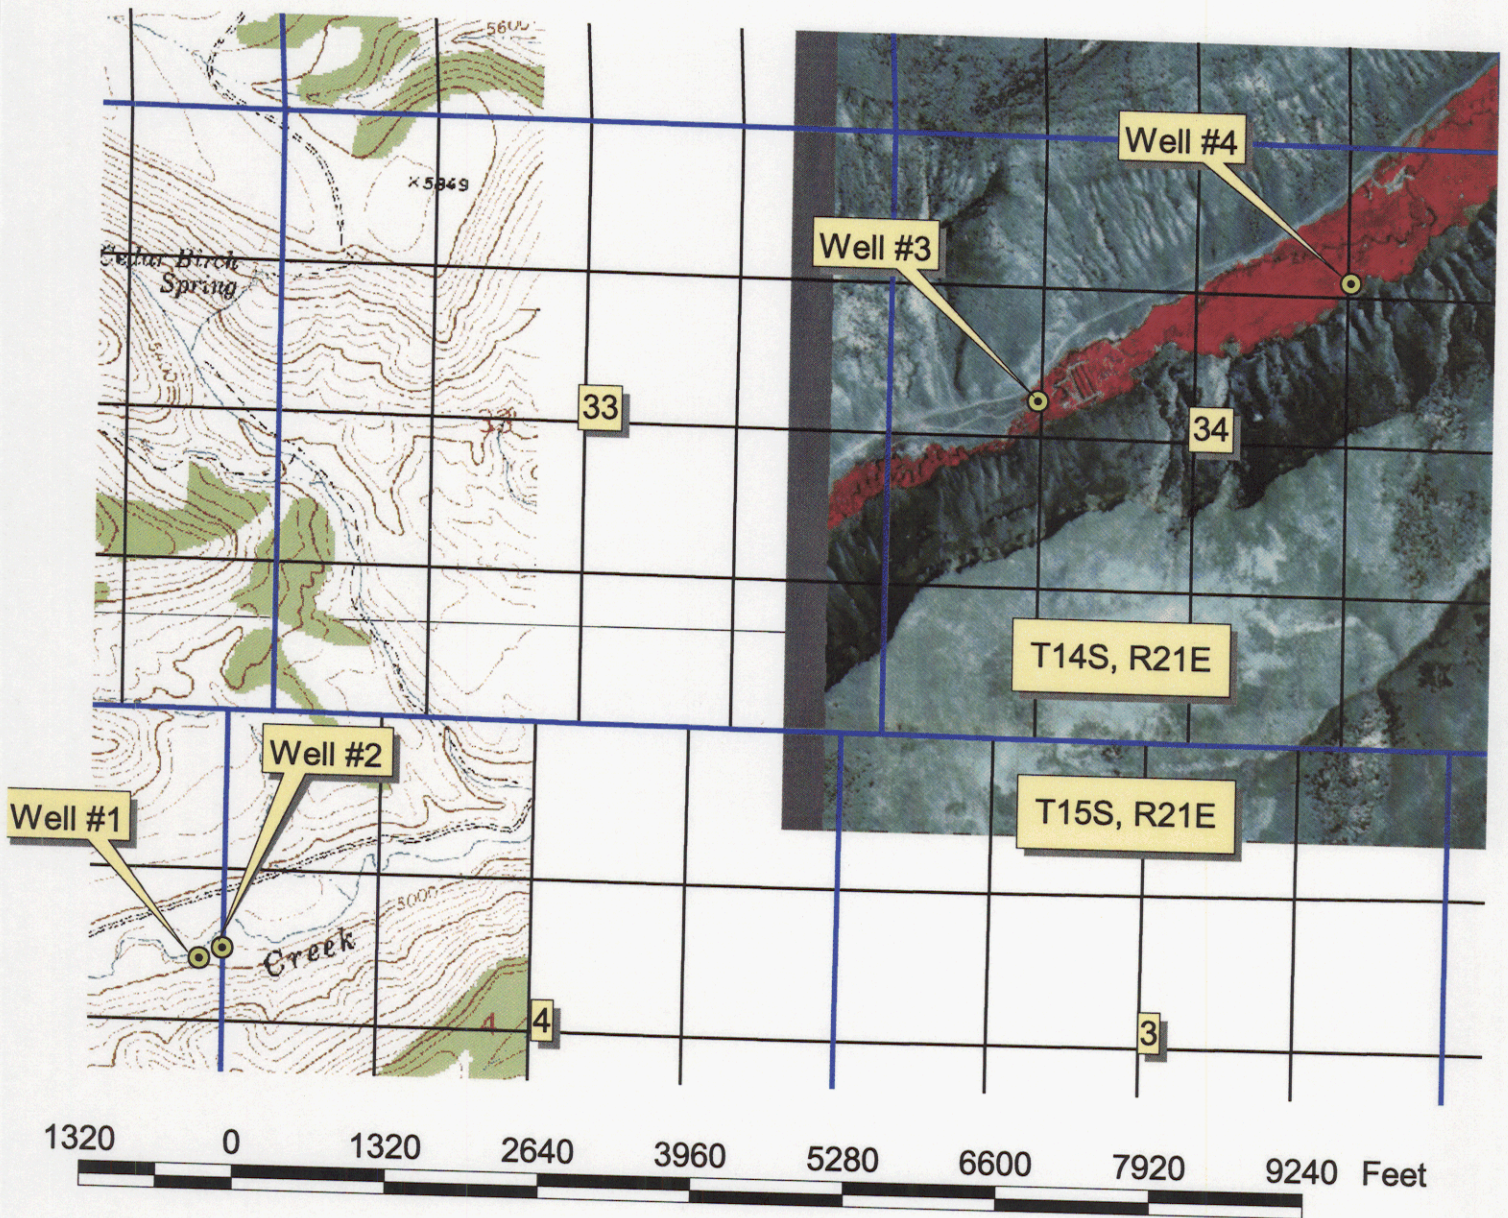 5600
Well #4
×5849
Well #3
Cedar Birch
Spring
33
34
T14S, R21E
Well #2
T15S, R21E
Well #1
5000
Creek
4
4
3
1320 0 1320 2640 3960 5280 6600 7920 9240 Feet